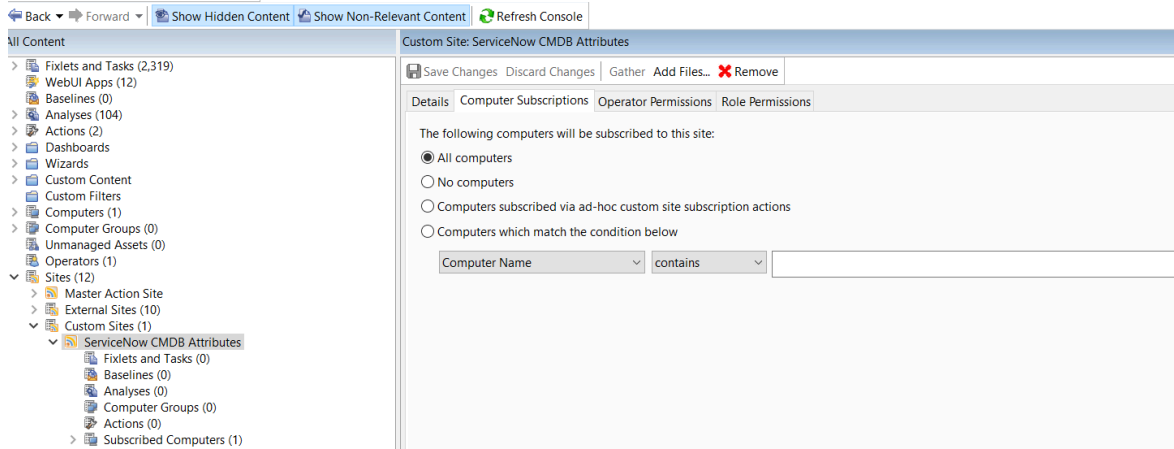 Back Forward Show Hidden Content Show Non-Relevant Content Refresh Console
All Content
Fixlets and Tasks (2,319)
WebUI Apps (12)
Baselines (0)
Analyses (104)
Actions (2)
Dashboards
Wizards
Custom Content
Custom Filters
Computers (1)
Computer Groups (0)
Unmanaged Assets (0)
Operators (1)
Sites (12)
Master Action Site
External Sites (10)
Custom Sites (1)
ServiceNow CMDB Attributes
Fixlets and Tasks (0)
Baselines (0)
Analyses (0)
Computer Groups (0)
Actions (0)
Subscribed Computers (1)
Custom Site: ServiceNow CMDB Attributes
Save Changes Discard Changes Gather Add Files... Remove
Details Computer Subscriptions Operator Permissions Role Permissions
The following computers will be subscribed to this site:
All computers
No computers
Computers subscribed via ad-hoc custom site subscription actions
Computers which match the condition below
Computer Name contains